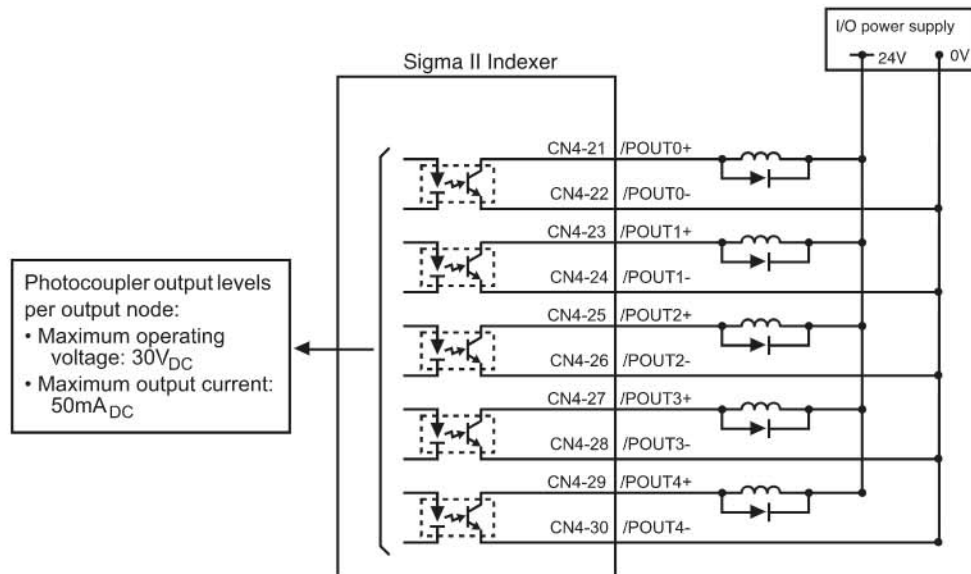 I/O power supply
24V
0V
Sigma II Indexer
CN4-21 /POUT0+
CN4-22 /POUT0-
CN4-23 /POUT1+
CN4-24 /POUT1-
CN4-25 /POUT2+
CN4-26 /POUT2-
CN4-27 /POUT3+
CN4-28 /POUT3-
CN4-29 /POUT4+
CN4-30 /POUT4-
Photocoupler output levels
per output node:
• Maximum operating
voltage: 30VDC
• Maximum output current:
50mADC